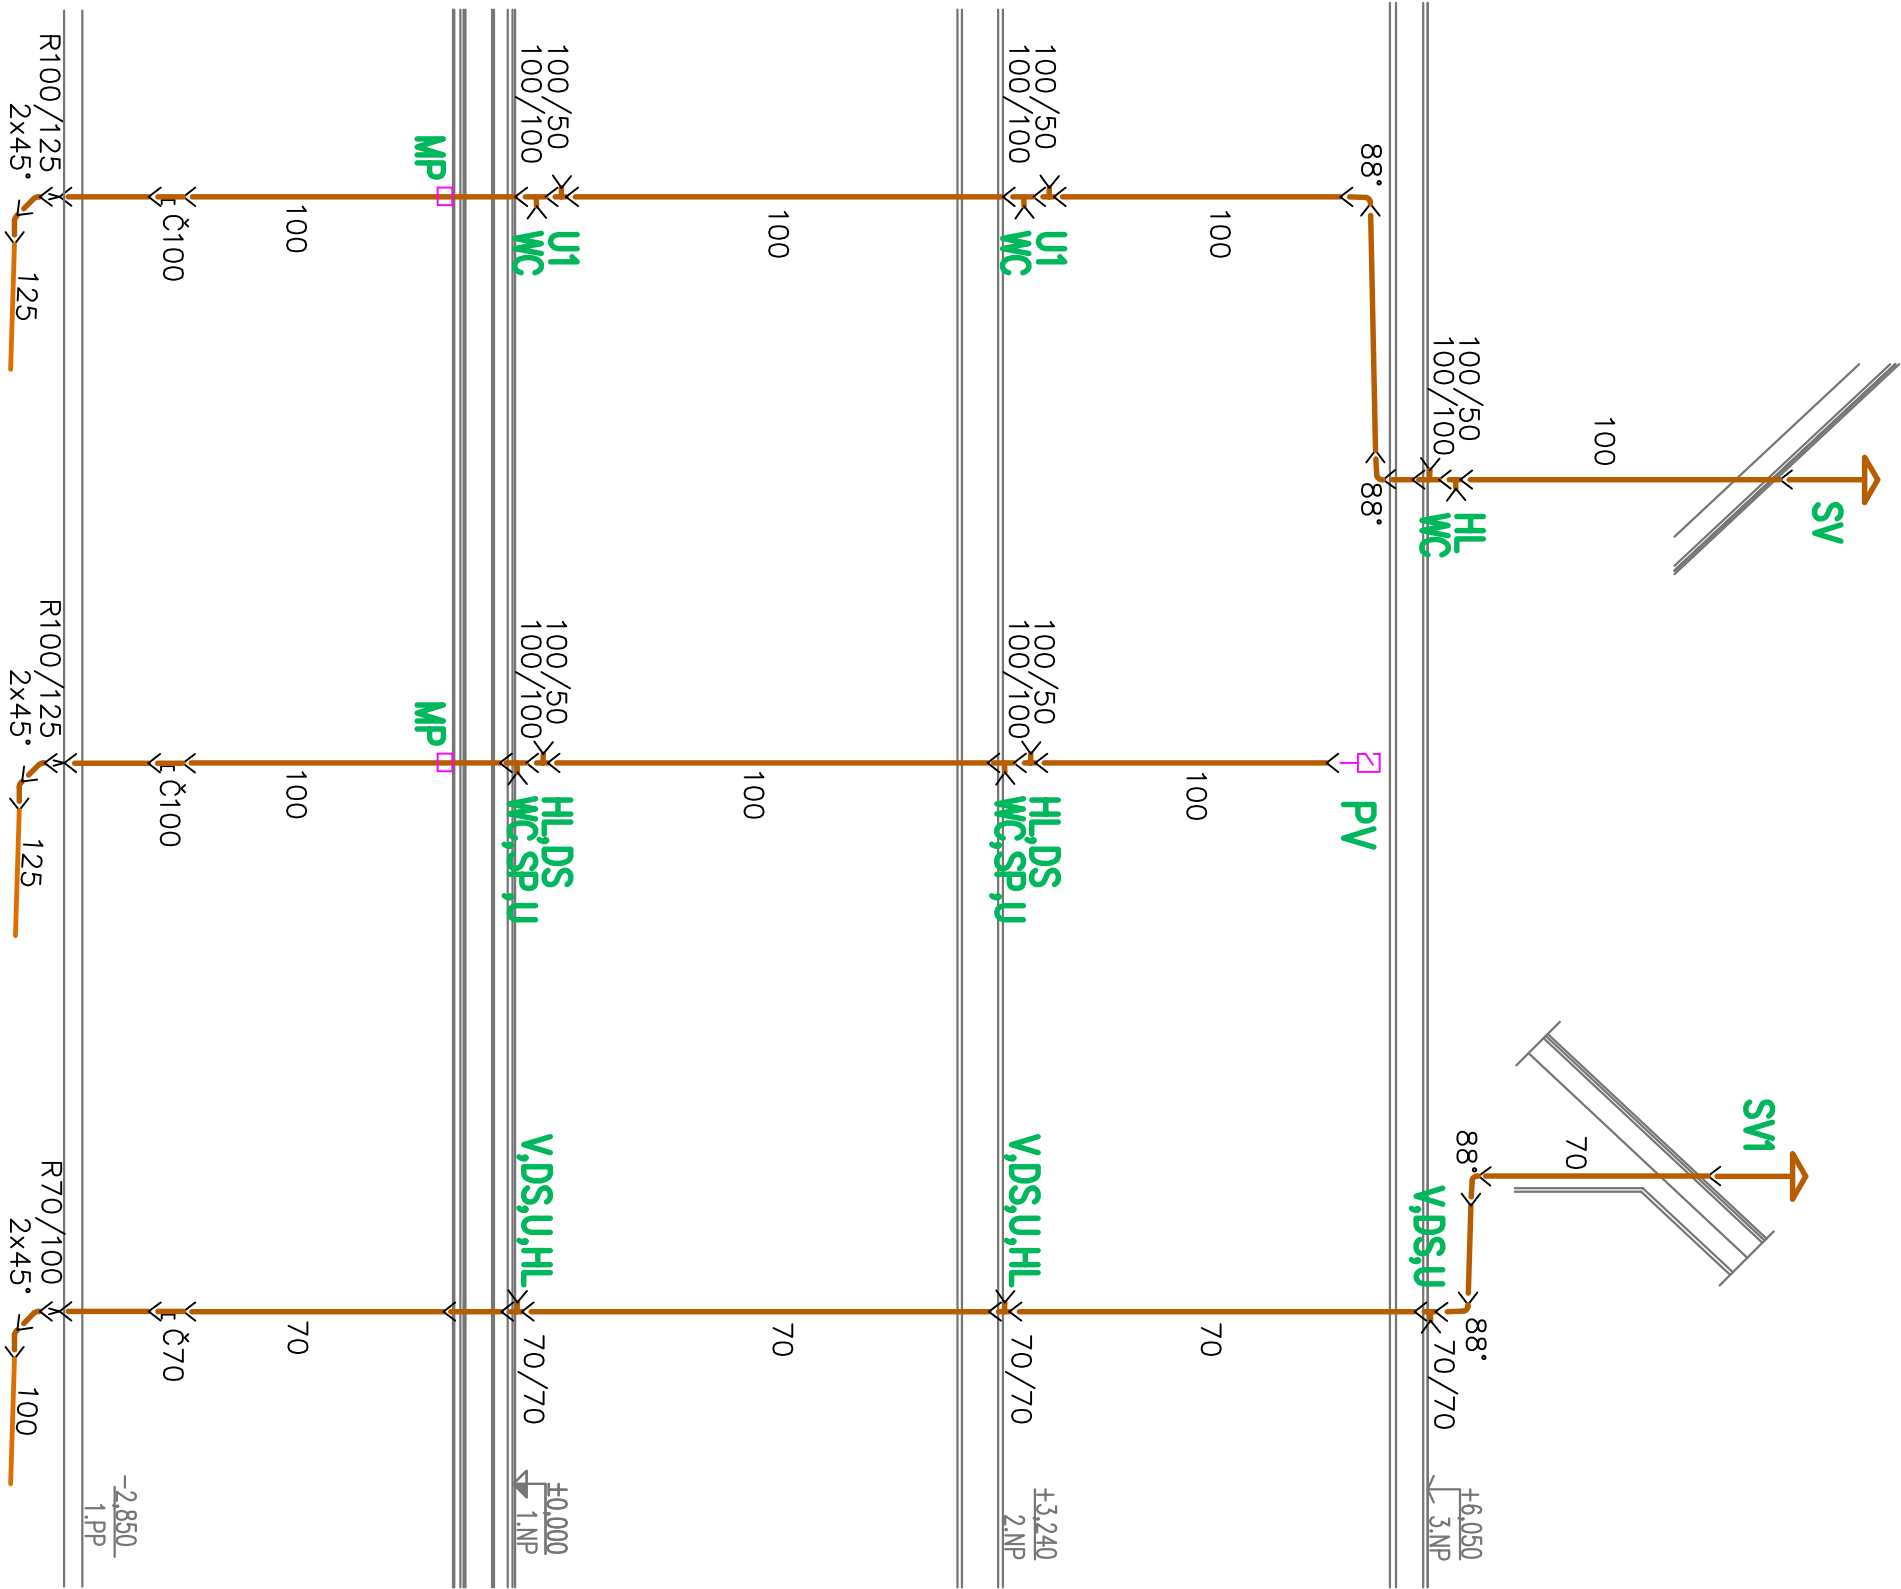 SV
100
100/50
100/100
HL
WC
88°
88°
100
100/50
100/100
U1
WC
100
100/50
100/100
U1
WC
MP
100
Č100
R100/125
2x45°
125
PV
100
100/50
100/100
HL,DS
WC,SP,U
100
100/50
100/100
HL,DS
WC,SP,U
MP
100
Č100
R100/125
2x45°
125
SV1
70
88°
88°
V,DS,U
70/70
70
V,DS,U,HL
70/70
70
V,DS,U,HL
70/70
70
Č70
R70/100
2x45°
100
+6,050
3.NP
+3,240
2.NP
±0,000
1.NP
-2,850
1.PP